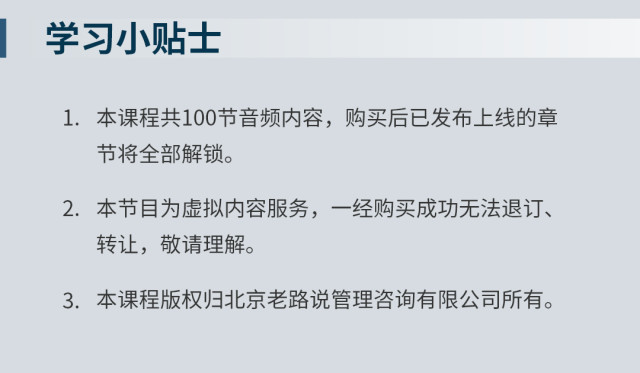 学习小贴士
1. 本课程共100节音频内容，购买后已发布上线的章
节将全部解锁。
2. 本节目为虚拟内容服务，一经购买成功无法退订、
转让，敬请理解。
3. 本课程版权归北京老路说管理咨询有限公司所有。